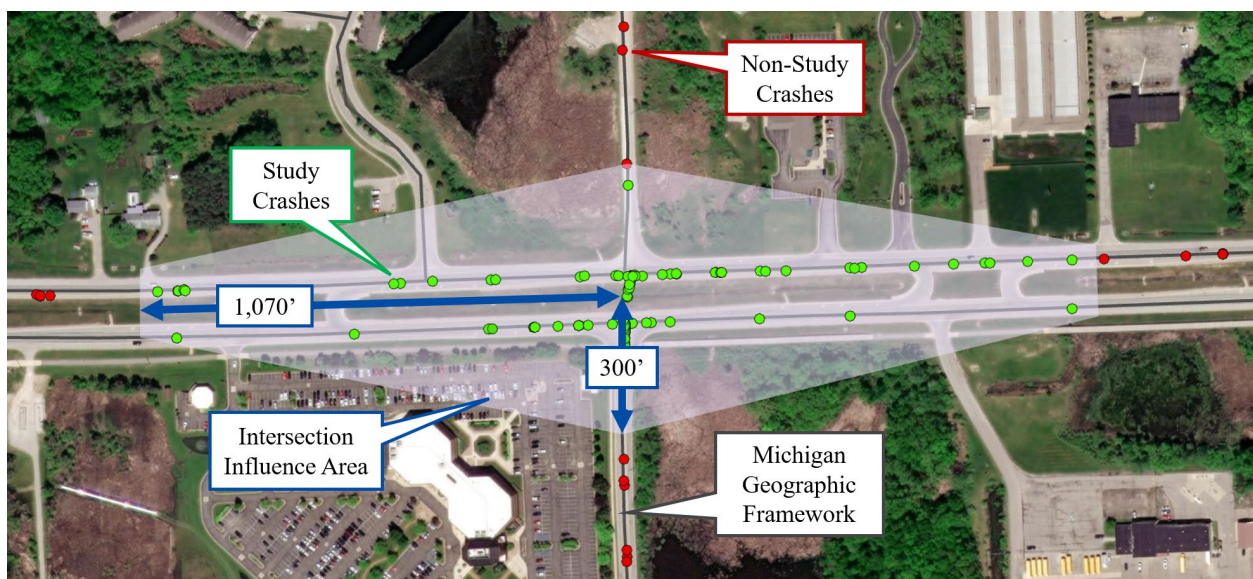 Non-Study
Crashes
Study
Crashes
1,070’
300’
Intersection
Influence Area
Michigan
Geographic
Framework